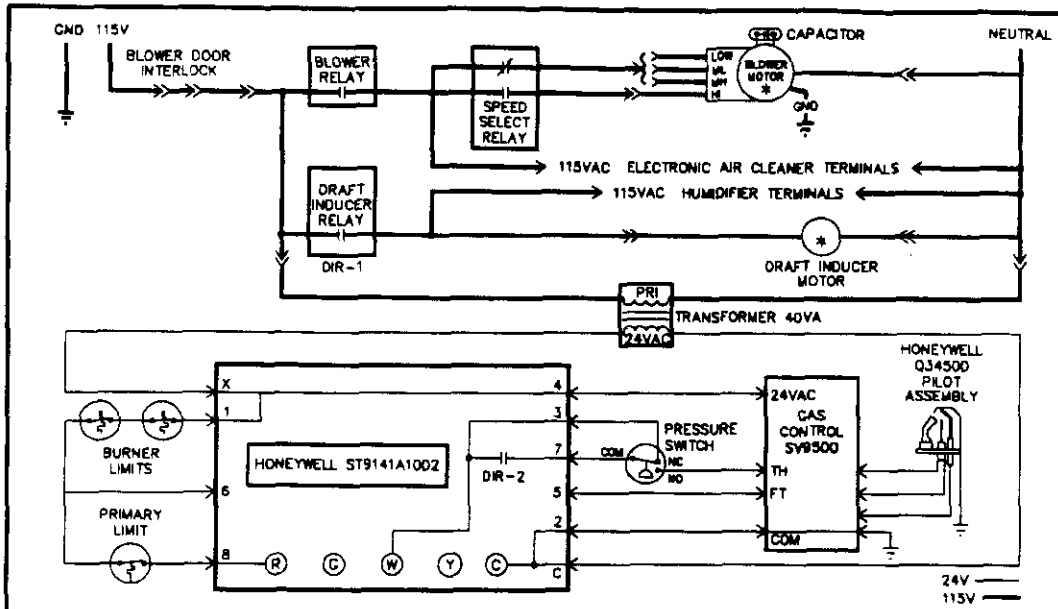 GND 115V
BLOWER DOOR
INTERLOCK
BLOWER
RELAY
SPEED
SELECT
RELAY
CAPACITOR
LOW
ML
MH
HI
BLOWER
MOTOR
*
GND
NEUTRAL
115VAC ELECTRONIC AIR CLEANER TERMINALS
115VAC HUMIDIFIER TERMINALS
DRAFT
INDUCER
RELAY
DIR-1
*
DRAFT INDUCER
MOTOR
PRI
TRANSFORMER 40VA
24VAC
HONEYWELL
QJ450D
PILOT
ASSEMBLY
X
1
BURNER
LIMITS
6
PRIMARY
LIMIT
8
HONEYWELL ST9141A1002
R G W Y C
DIR-2
4
3
7
5
2
C
PRESSURE
SWITCH
COM
NC
NO
24VAC
GAS
CONTROL
SV9500
TH
FT
COM
24V
115V